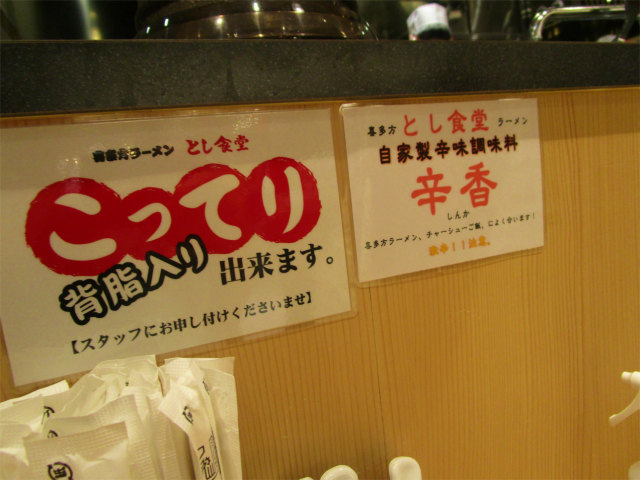 喜多方ラーメン とし食堂
こってり
背脂入り
出来ます。
【スタッフにお申し付けくださいませ】
喜多方 とし食堂 ラーメン
自家製辛味調味料
辛香
しんか
喜多方ラーメン、チャーシューご飯、によく合います!
激辛!!注意。